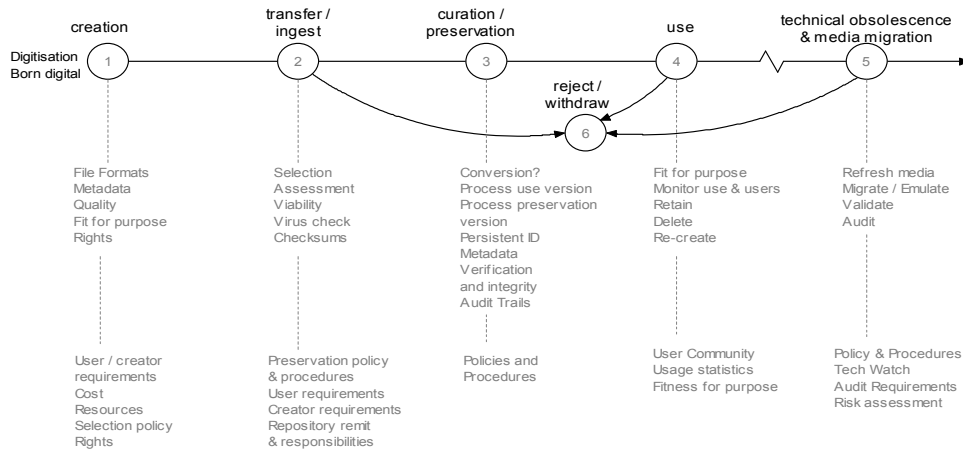 creation
transfer /
ingest
curation /
preservation
use
technical obsolescence
& media migration
Digitisation
Born digital
1
2
3
4
5
reject /
withdraw
6
File Formats
Metadata
Quality
Fit for purpose
Rights
Selection
Assessment
Viability
Virus check
Checksums
Conversion?
Process use version
Process preservation
version
Persistent ID
Metadata
Verification
and integrity
Audit Trails
Fit for purpose
Monitor use & users
Retain
Delete
Re-create
Refresh media
Migrate / Emulate
Validate
Audit
User / creator
requirements
Cost
Resources
Selection policy
Rights
Preservation policy
& procedures
User requirements
Creator requirements
Repository remit
& responsibilities
Policies and
Procedures
User Community
Usage statistics
Fitness for purpose
Policy & Procedures
Tech Watch
Audit Requirements
Risk assessment